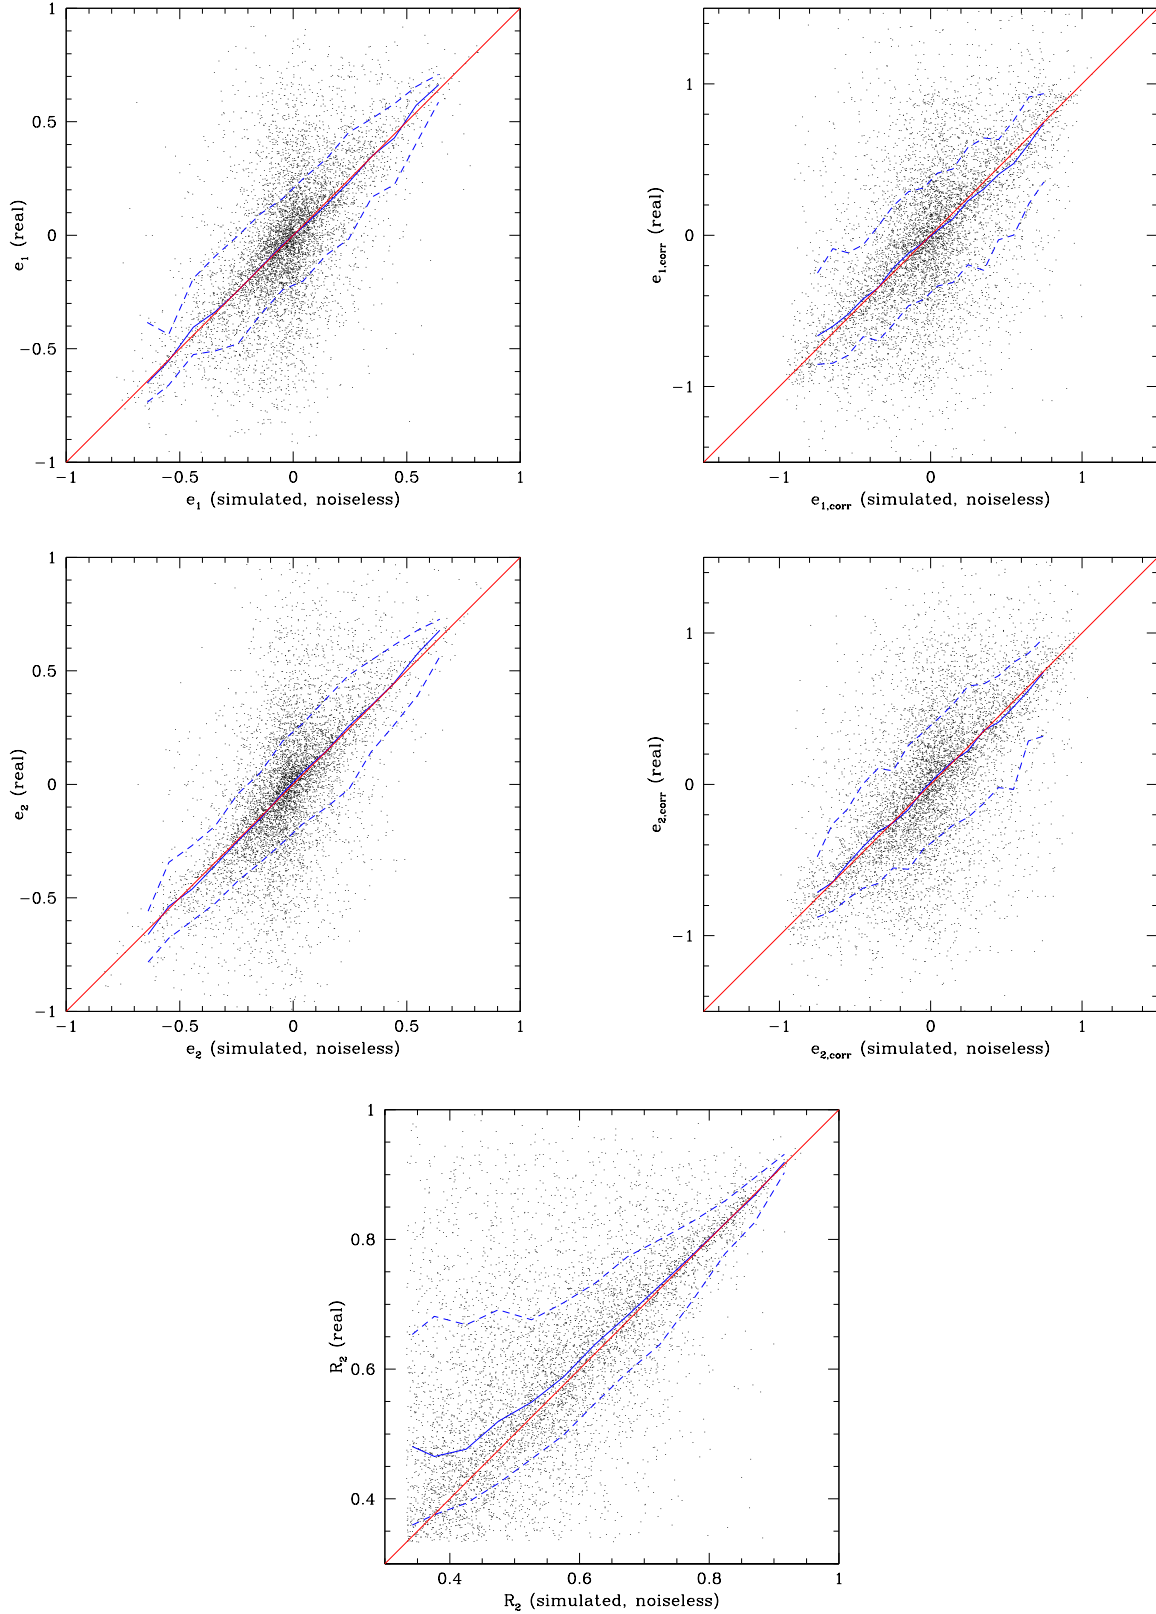 1
0.5
0
−0.5
−1
−1 −0.5 0 0.5 1
e₁ (real)
e₁ (simulated, noiseless)
1
0
−1
−1 0 1
e₁,corr (real)
e₁,corr (simulated, noiseless)
1
0.5
0
−0.5
−1
−1 −0.5 0 0.5 1
e₂ (real)
e₂ (simulated, noiseless)
1
0
−1
−1 0 1
e₂,corr (real)
e₂,corr (simulated, noiseless)
1
0.8
0.6
0.4
0.4 0.6 0.8 1
R₂ (real)
R₂ (simulated, noiseless)